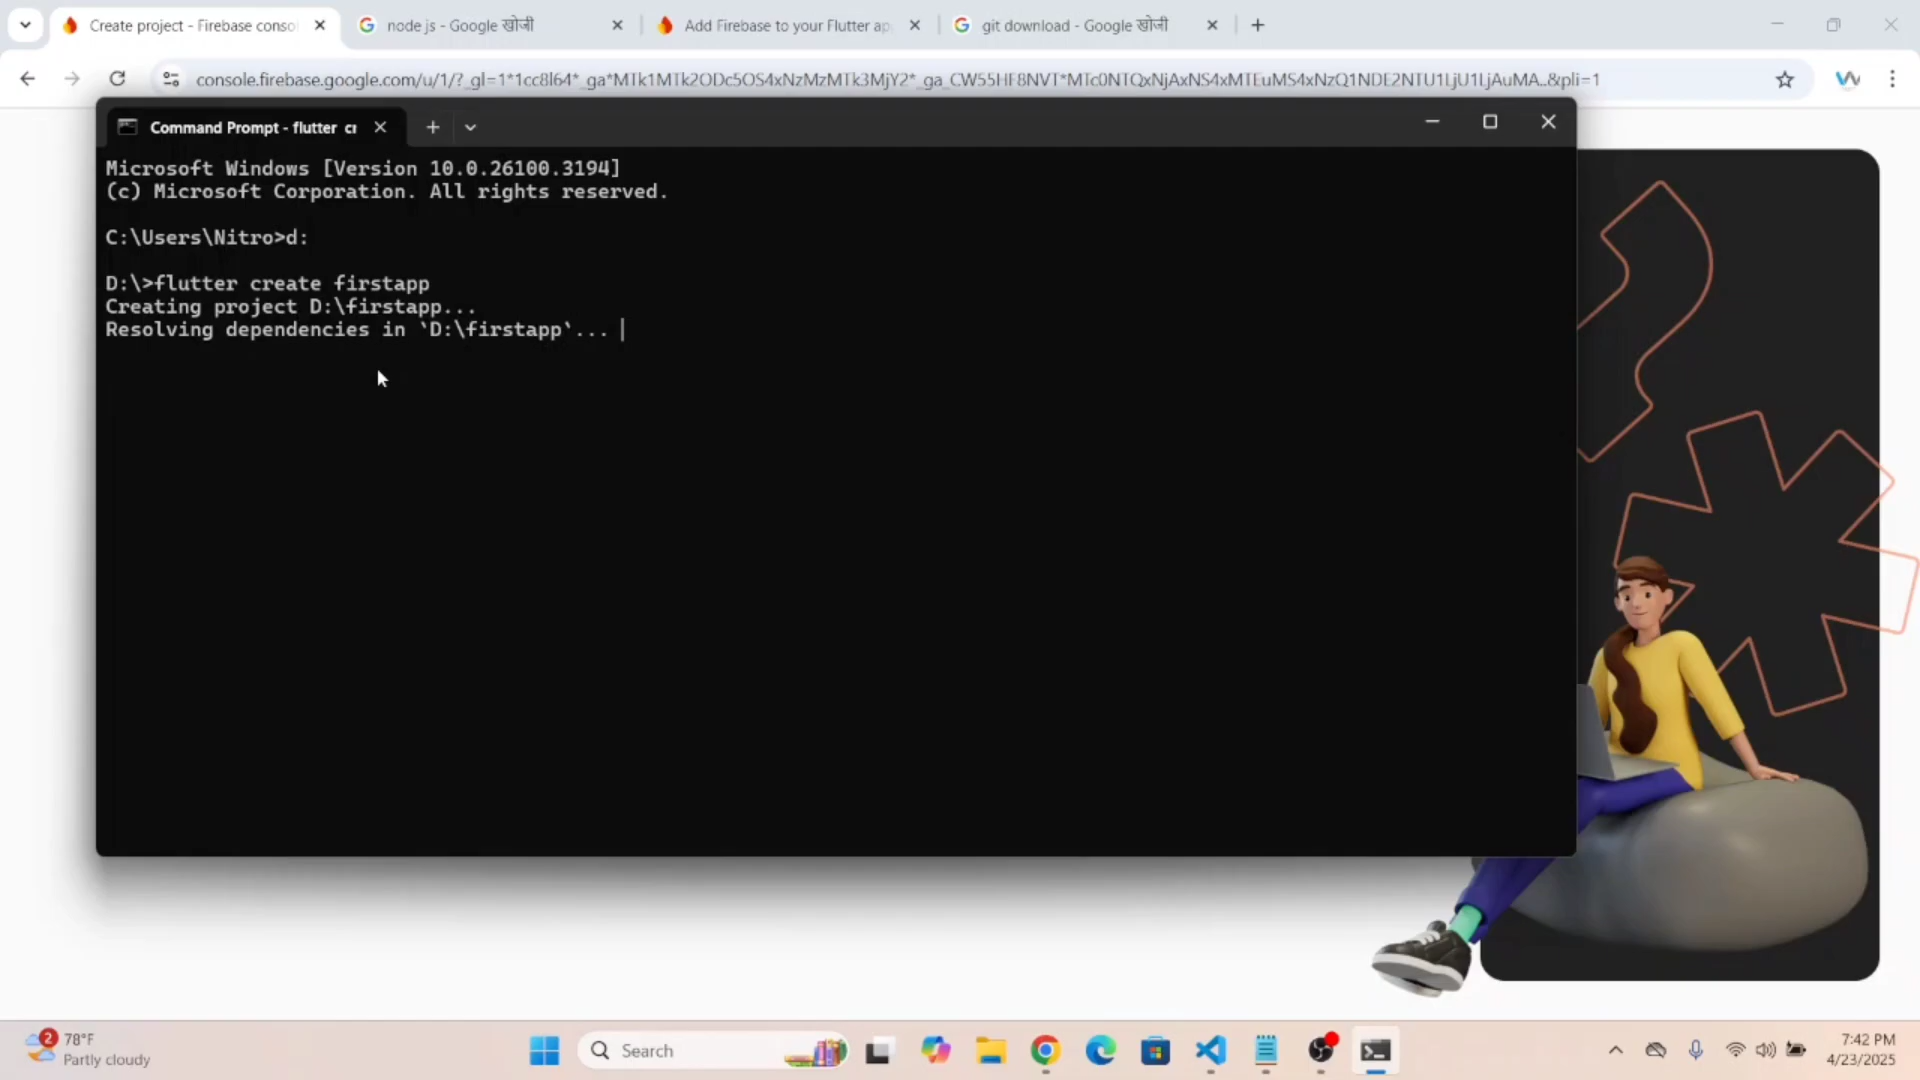 Create project - Firebase conso
node js - Google खोजी
Add Firebase to your Flutter ap
git download - Google खोजी
console.firebase.google.com/u/1/?_gl=1*1cc8l64*_ga*MTk1MTk2ODc5OS4xNzMzMTk3MjY2*_ga_CW55HF8NVT*MTc0NTQxNjAxNS4xMTEuMS4xNzQ1NDE2NTU1LjU1LjAuMA..&pli=1
Command Prompt - flutter cr
Microsoft Windows [Version 10.0.26100.3194]
(c) Microsoft Corporation. All rights reserved.
C:\Users\Nitro>d:
D:\>flutter create firstapp
Creating project D:\firstapp...
Resolving dependencies in `D:\firstapp`... |
2
78°F
Partly cloudy
Search
7:42 PM
4/23/2025